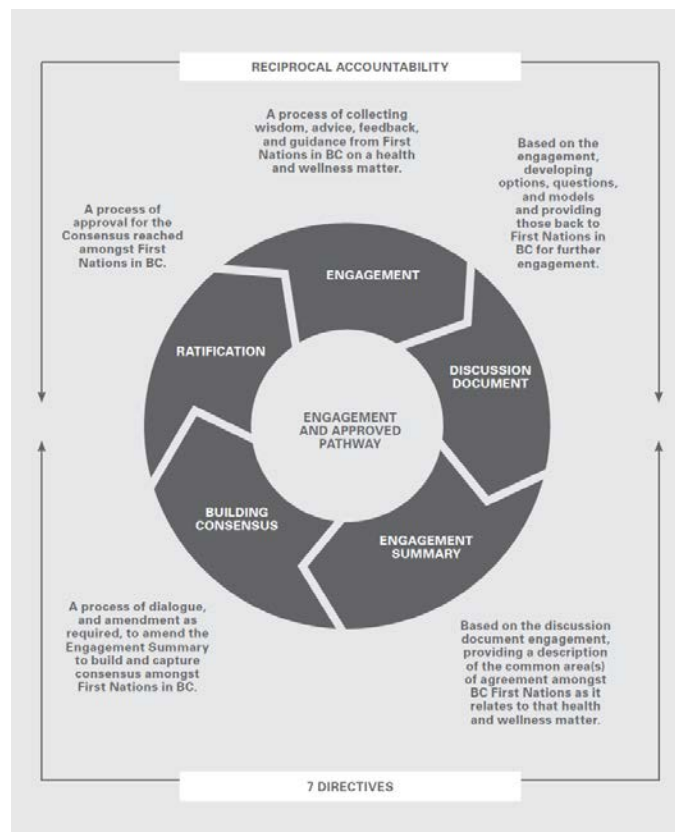 RECIPROCAL ACCOUNTABILITY
A process of collecting
wisdom, advice, feedback,
and guidance from First
Nations in BC on a health
and wellness matter.
Based on the
engagement,
developing
options, questions,
and models
and providing
those back to
First Nations in
BC for further
engagement.
A process of
approval for the
Consensus reached
amongst First
Nations in BC.
ENGAGEMENT
RATIFICATION
DISCUSSION
DOCUMENT
ENGAGEMENT
AND APPROVED
PATHWAY
BUILDING
CONSENSUS
ENGAGEMENT
SUMMARY
A process of dialogue,
and amendment as
required, to amend the
Engagement Summary
to build and capture
consensus amongst
First Nations in BC.
Based on the discussion
document engagement,
providing a description
of the common area(s)
of agreement amongst
BC First Nations as it
relates to that health
and wellness matter.
7 DIRECTIVES